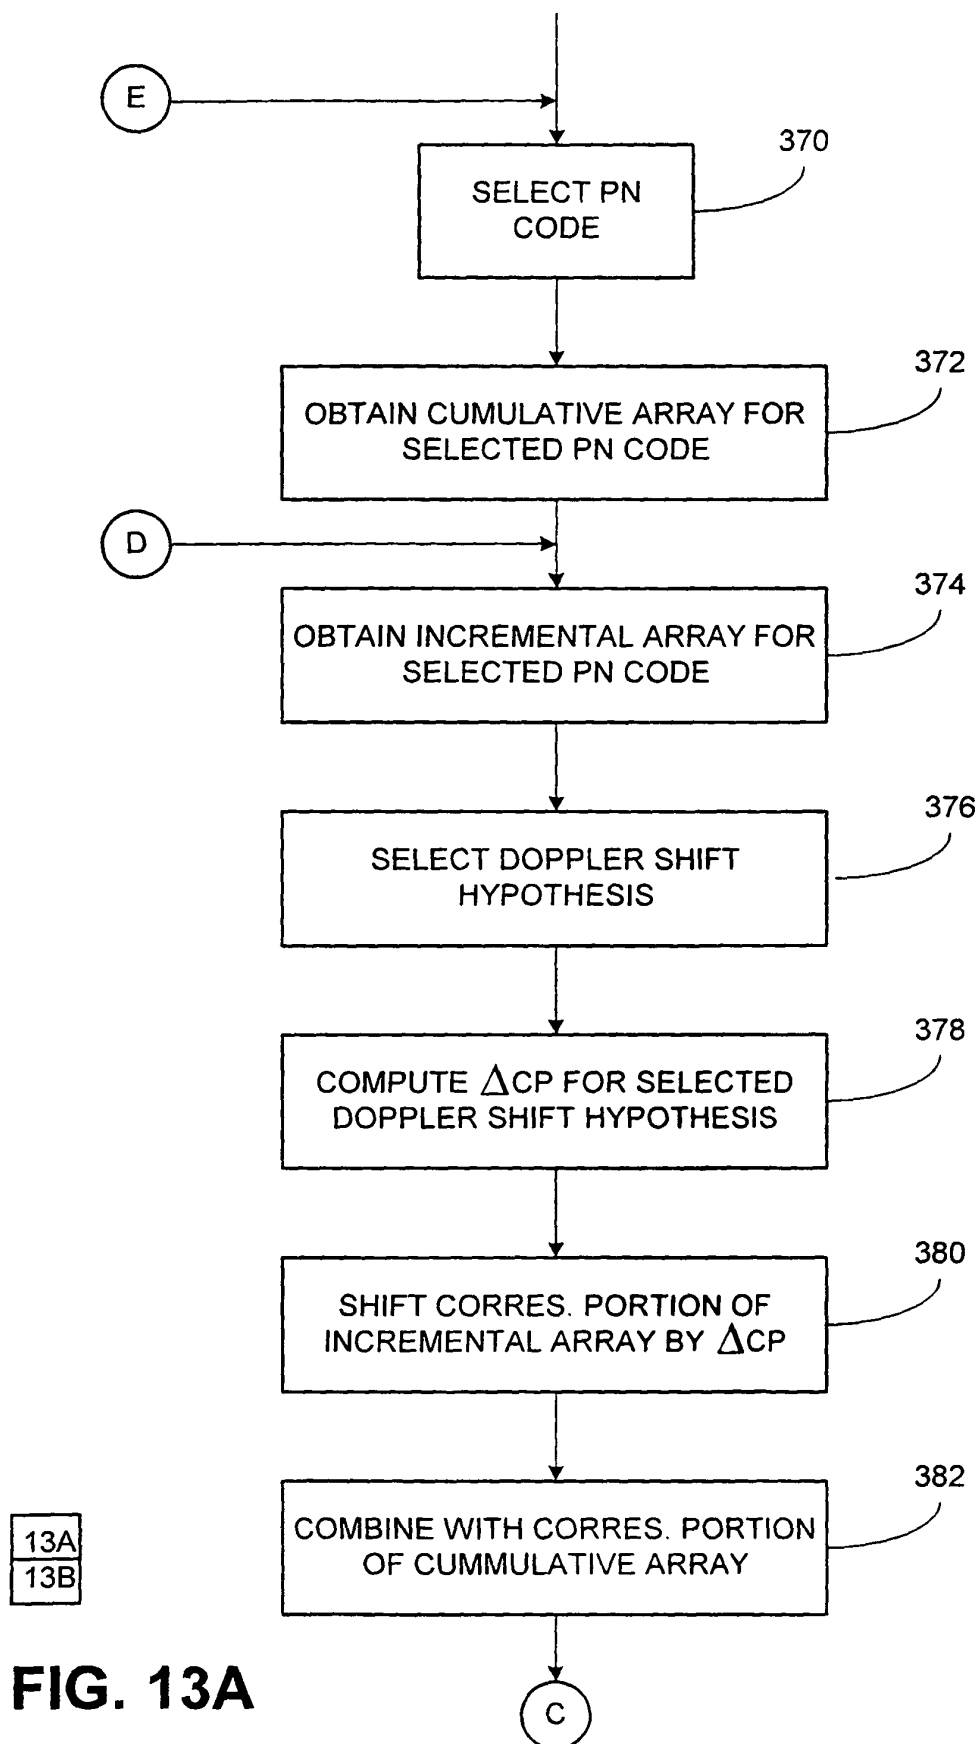 E
370
SELECT PN
CODE
372
OBTAIN CUMULATIVE ARRAY FOR
SELECTED PN CODE
D
374
OBTAIN INCREMENTAL ARRAY FOR
SELECTED PN CODE
376
SELECT DOPPLER SHIFT
HYPOTHESIS
378
COMPUTE ΔCP FOR SELECTED
DOPPLER SHIFT HYPOTHESIS
380
SHIFT CORRES. PORTION OF
INCREMENTAL ARRAY BY ΔCP
382
COMBINE WITH CORRES. PORTION
OF CUMMULATIVE ARRAY
13A
13B
FIG. 13A
C